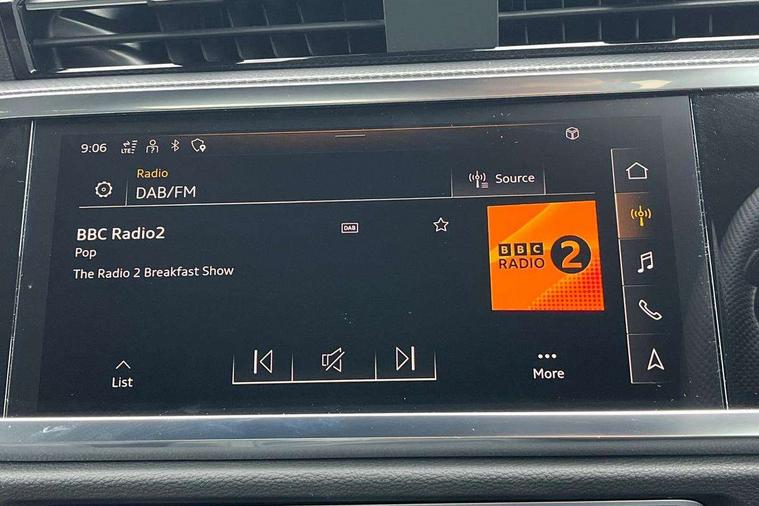 9:06 LTE
Radio
DAB/FM
Source
BBC Radio2
DAB
Pop
The Radio 2 Breakfast Show
BBC
RADIO 2
List
More